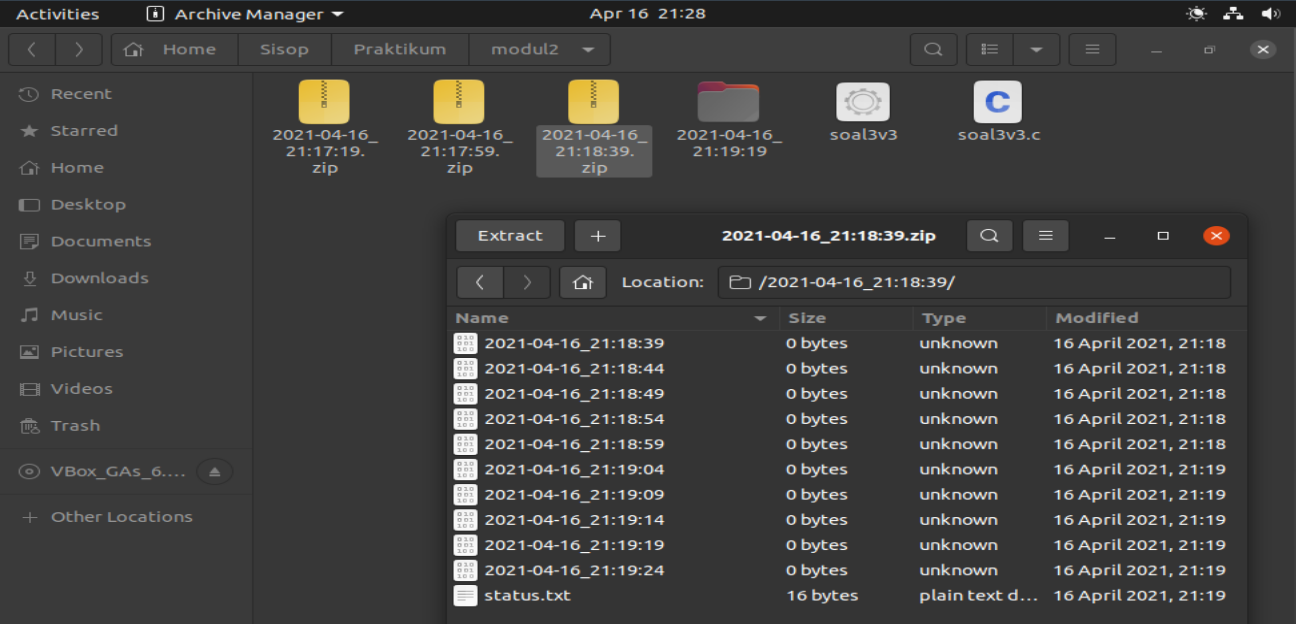 Activities Archive Manager Apr 16 21:28
Home Sisop Praktikum modul2
Recent
Starred
Home
Desktop
Documents
Downloads
Music
Pictures
Videos
Trash
VBox_GAs_6....
Other Locations
2021-04-16_
21:17:19.
zip
2021-04-16_
21:17:59.
zip
2021-04-16_
21:18:39.
zip
2021-04-16_
21:19:19
soal3v3
C
soal3v3.c
Extract 2021-04-16_21:18:39.zip
Location: /2021-04-16_21:18:39/
Name Size Type Modified
2021-04-16_21:18:39 0 bytes unknown 16 April 2021, 21:18
2021-04-16_21:18:44 0 bytes unknown 16 April 2021, 21:18
2021-04-16_21:18:49 0 bytes unknown 16 April 2021, 21:18
2021-04-16_21:18:54 0 bytes unknown 16 April 2021, 21:18
2021-04-16_21:18:59 0 bytes unknown 16 April 2021, 21:18
2021-04-16_21:19:04 0 bytes unknown 16 April 2021, 21:19
2021-04-16_21:19:09 0 bytes unknown 16 April 2021, 21:19
2021-04-16_21:19:14 0 bytes unknown 16 April 2021, 21:19
2021-04-16_21:19:19 0 bytes unknown 16 April 2021, 21:19
2021-04-16_21:19:24 0 bytes unknown 16 April 2021, 21:19
status.txt 16 bytes plain text d... 16 April 2021, 21:19